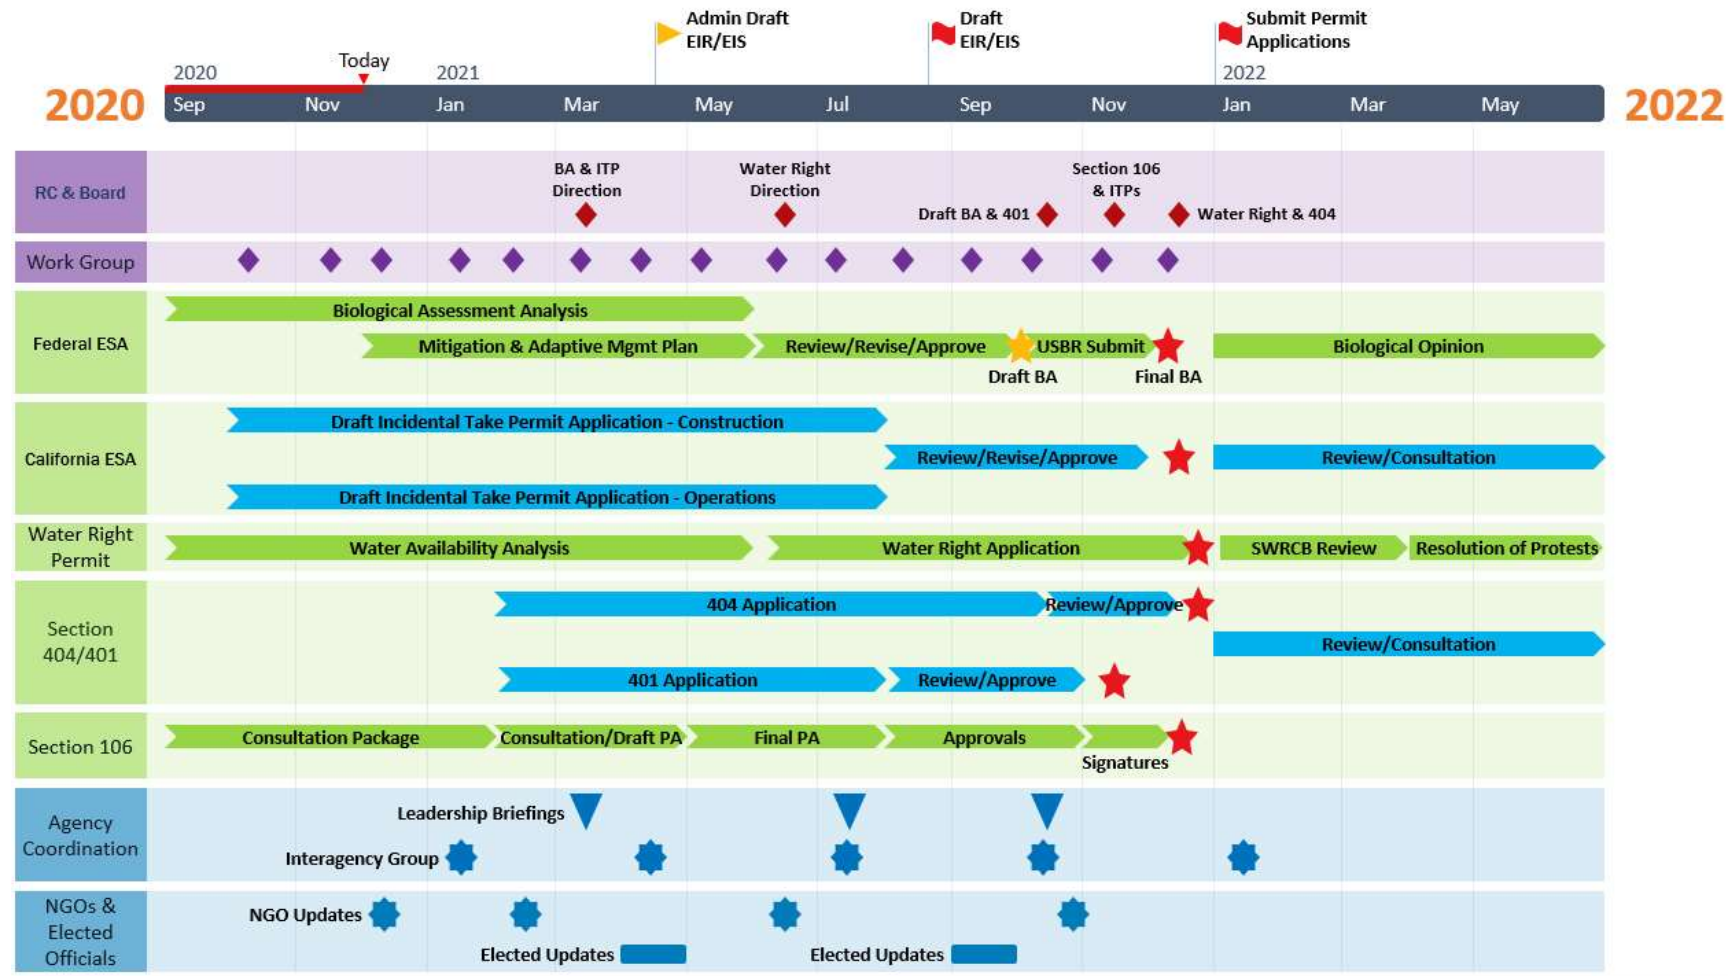 Admin Draft
EIR/EIS
Draft
EIR/EIS
Submit Permit
Applications
Today
2020
2021
2022
2020
Sep
Nov
Jan
Mar
May
Jul
Sep
Nov
Jan
Mar
May
2022
RC & Board
BA & ITP
Direction
Water Right
Direction
Draft BA & 401
Section 106
& ITPs
Water Right & 404
Work Group
Federal ESA
Biological Assessment Analysis
Mitigation & Adaptive Mgmt Plan
Review/Revise/Approve
USBR Submit
Biological Opinion
Draft BA
Final BA
California ESA
Draft Incidental Take Permit Application - Construction
Review/Revise/Approve
Review/Consultation
Draft Incidental Take Permit Application - Operations
Water Right
Permit
Water Availability Analysis
Water Right Application
SWRCB Review
Resolution of Protests
Section
404/401
404 Application
Review/Approve
Review/Consultation
401 Application
Review/Approve
Section 106
Consultation Package
Consultation/Draft PA
Final PA
Approvals
Signatures
Agency
Coordination
Leadership Briefings
Interagency Group
NGOs &
Elected
Officials
NGO Updates
Elected Updates
Elected Updates